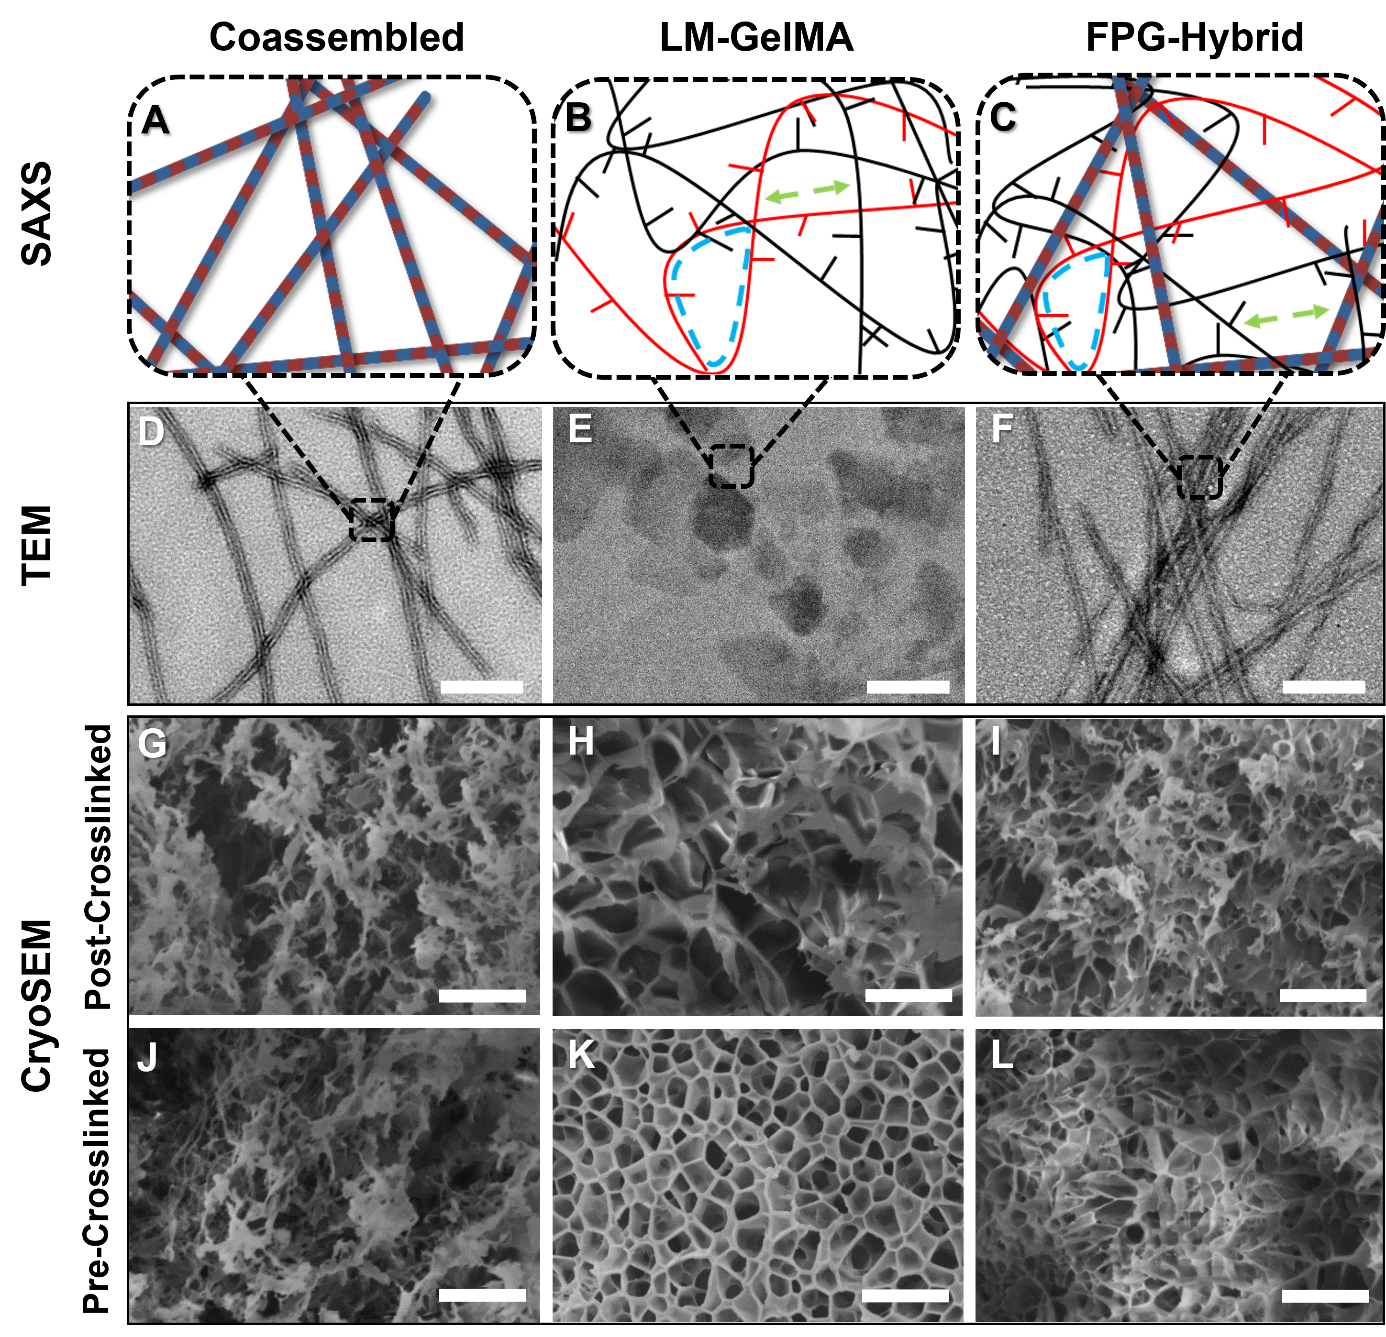 Coassembled LM-GelMA FPG-Hybrid
SAXS
A B C
TEM
D E F
CryoSEM
Post-Crosslinked
G H I
Pre-Crosslinked
J K L